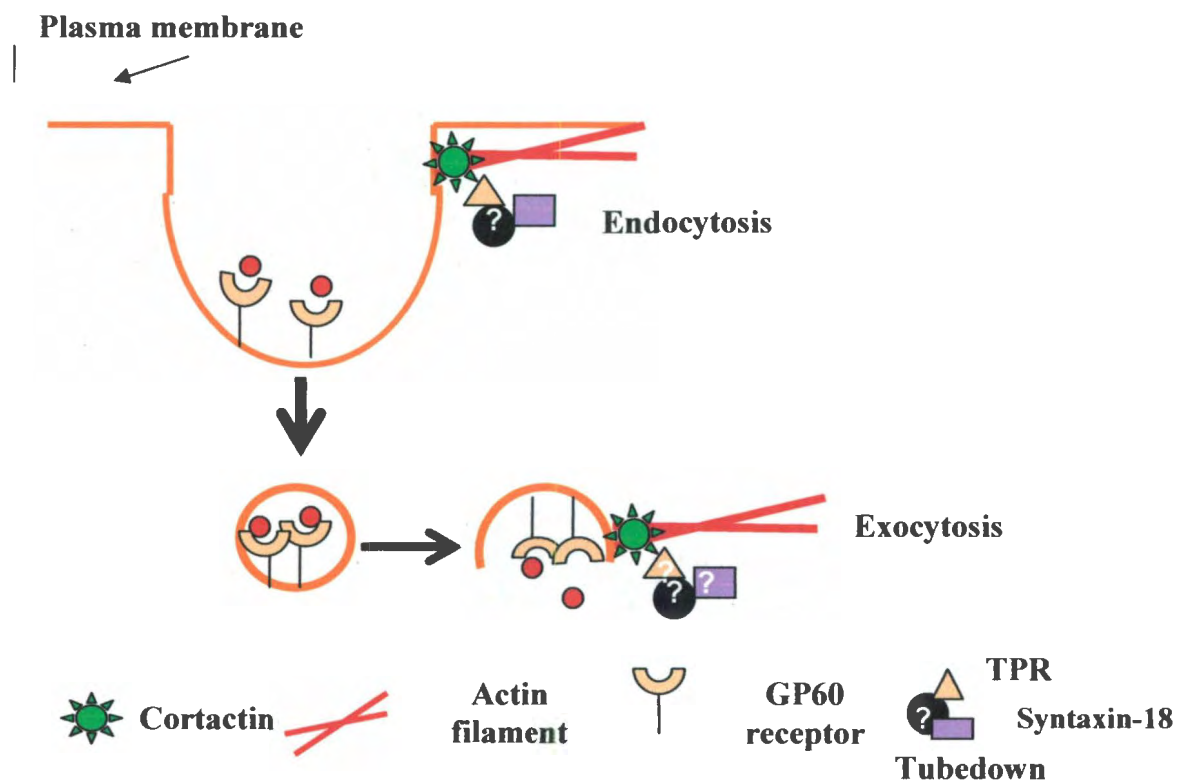 Plasma membrane
?
Endocytosis
Exocytosis
?
?
?
Cortactin
Actin
filament
GP60
receptor
TPR
?
Syntaxin-18
Tubedown